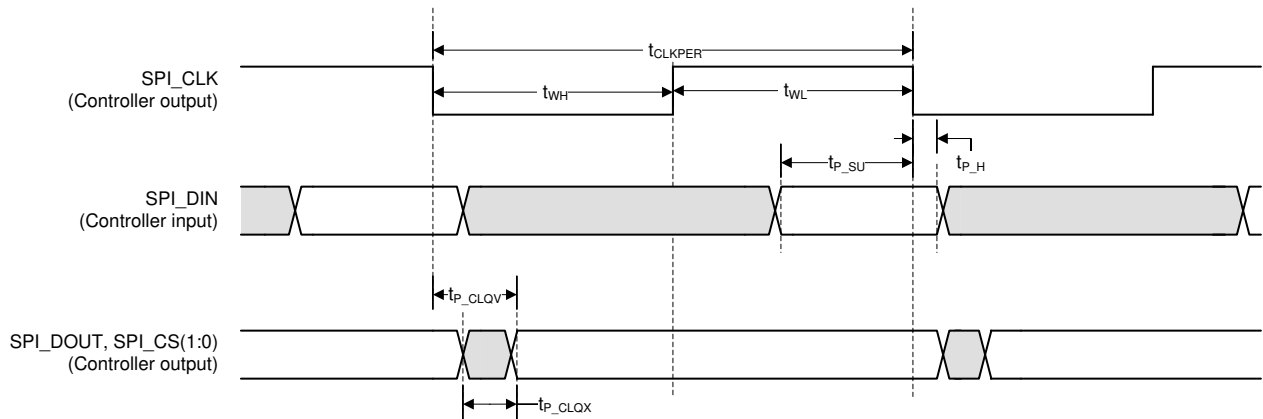 tCLKPER
SPI_CLK
(Controller output)
tWH
tWL
tP_SU
tP_H
SPI_DIN
(Controller input)
tP_CLQV
SPI_DOUT, SPI_CS(1:0)
(Controller output)
tP_CLQX